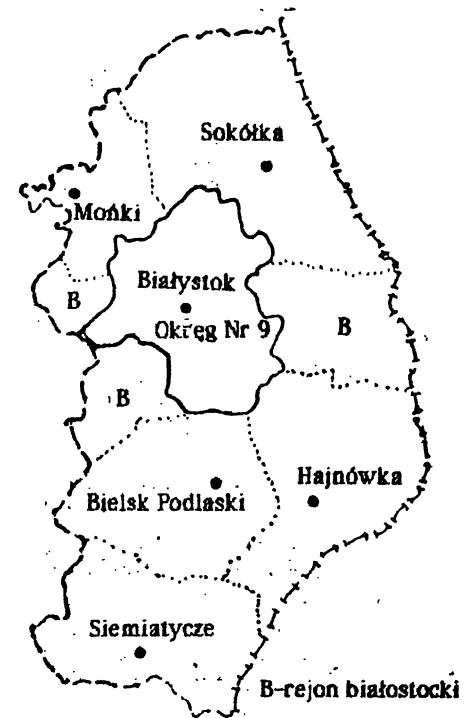 Sokółka
Mońki
B
Białystok
Okręg Nr 9
B
B
Hajnówka
Bielsk Podlaski
Siemiatycze
B-rejon białostocki